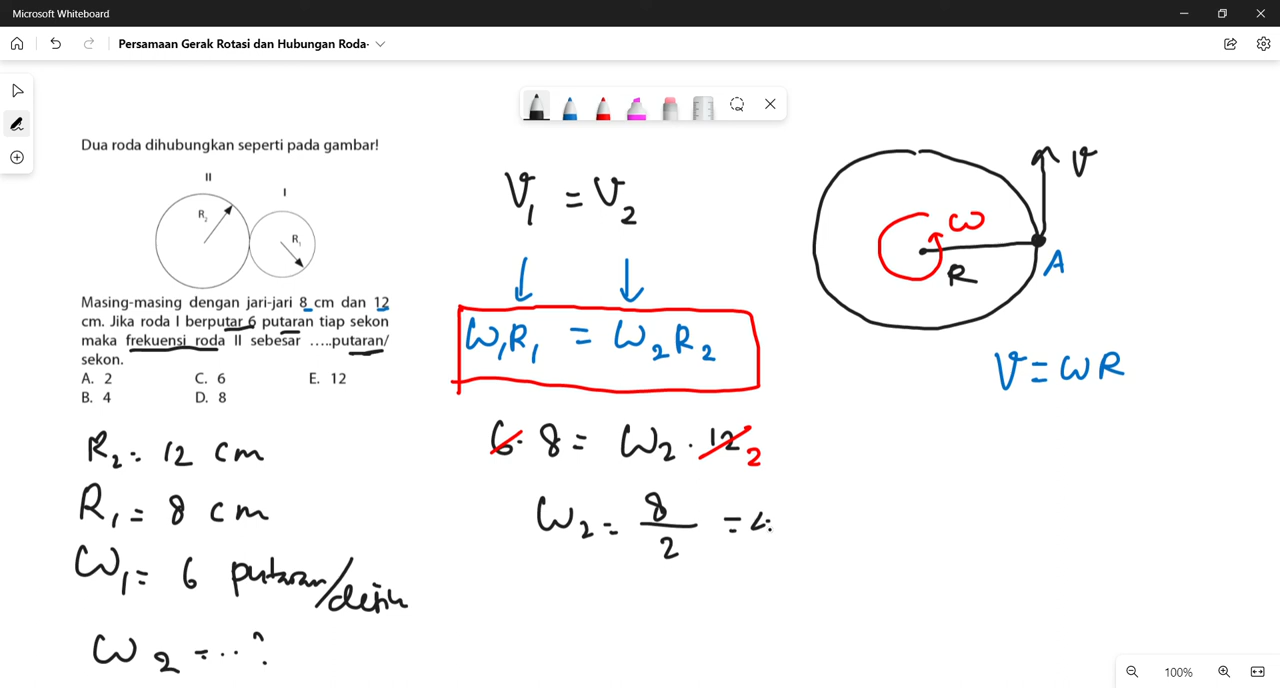 Microsoft Whiteboard
Persamaan Gerak Rotasi dan Hubungan Roda-
Dua roda dihubungkan seperti pada gambar!
II
I
R₂
R₁
Masing-masing dengan jari-jari 8 cm dan 12
cm. Jika roda I berputar 6 putaran tiap sekon
maka frekuensi roda II sebesar .....putaran/
sekon.
A. 2 C. 6 E. 12
B. 4 D. 8
R₂ = 12 cm
R₁ = 8 cm
ω₁ = 6 putaran/detik
ω₂ = ...?
V₁ = V₂
ω₁R₁ = ω₂R₂
6 · 8 = ω₂ · 12 2
ω₂ = 8/2 = 4
v
ω
R
A
V = ωR
100%